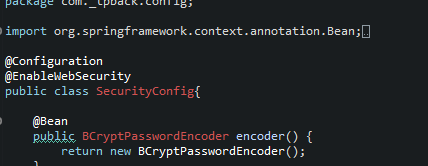 package com._tpback.config;
import org.springframework.context.annotation.Bean;
@Configuration
@EnableWebSecurity
public class SecurityConfig{
@Bean
public BCryptPasswordEncoder encoder() {
return new BCryptPasswordEncoder();
}